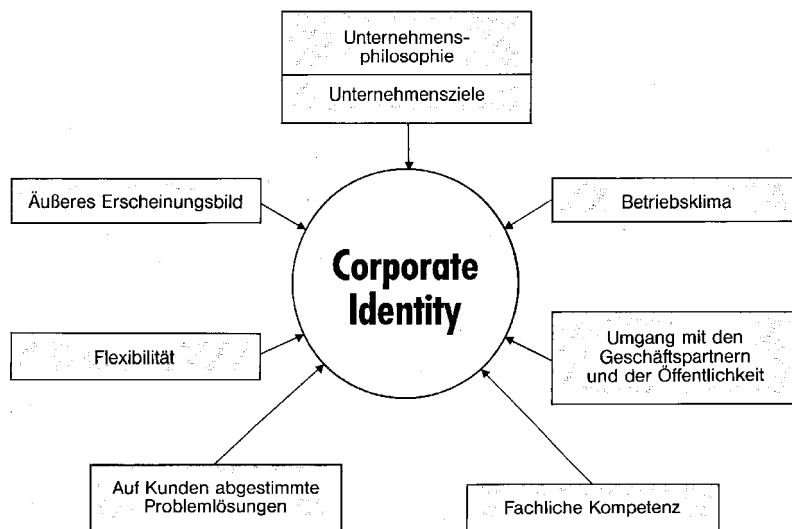 Unternehmens-
philosophie
Unternehmensziele
Äußeres Erscheinungsbild
Betriebsklima
Corporate
Identity
Flexibilität
Umgang mit den
Geschäftspartnern
und der Öffentlichkeit
Auf Kunden abgestimmte
Problemlösungen
Fachliche Kompetenz